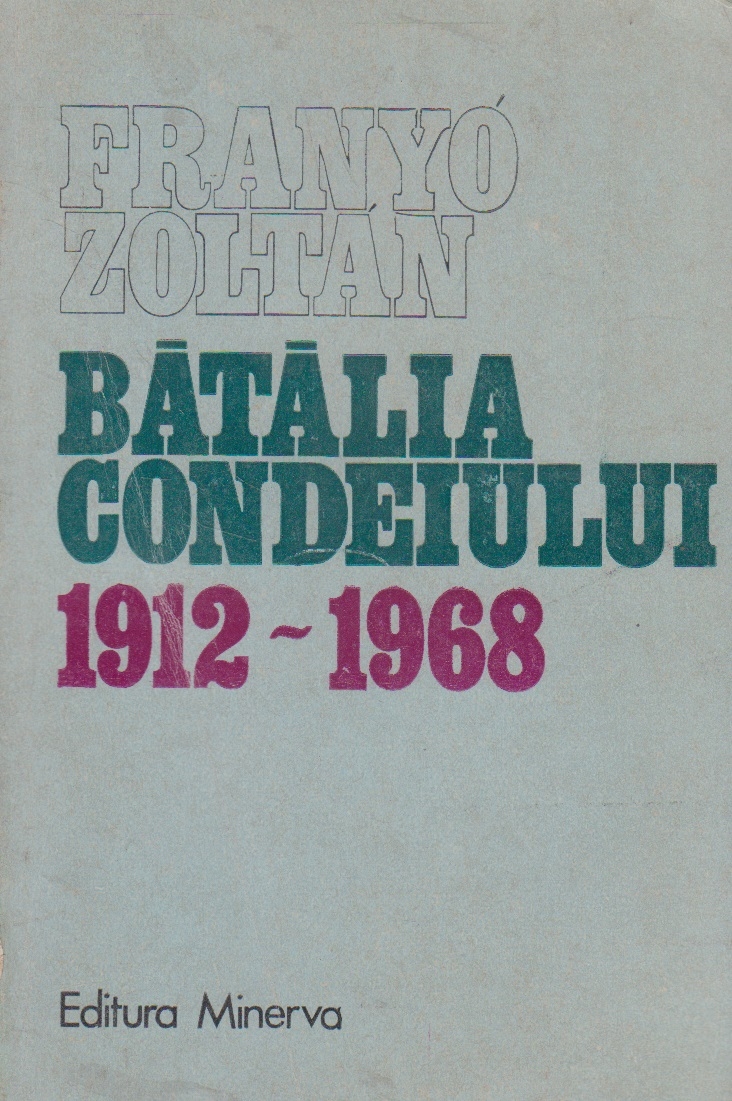 FRANYÓ
ZOLTÁN
BĂTĂLIA
CONDEIULUI
1912 ~ 1968
Editura Minerva